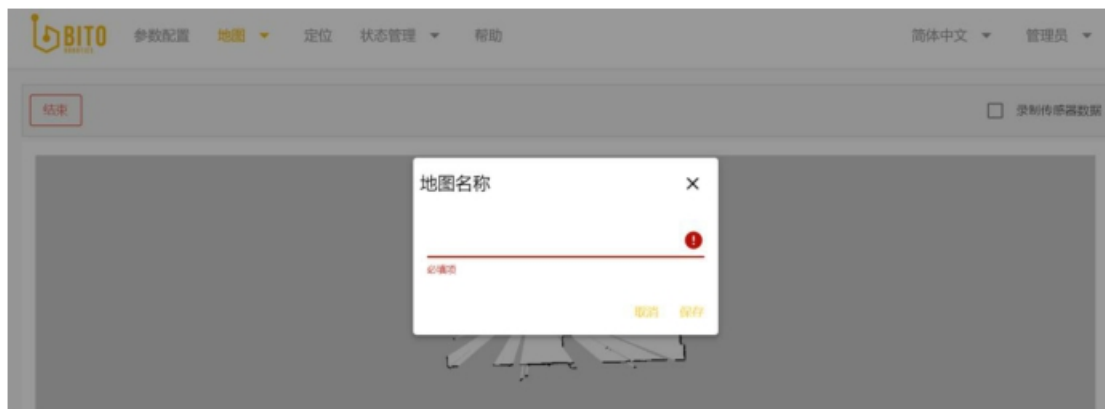 BITO
ROBOTICS
参数配置 地图 定位 状态管理 帮助 简体中文 管理员
结束 录制传感器数据
地图名称
必填项
取消 保存